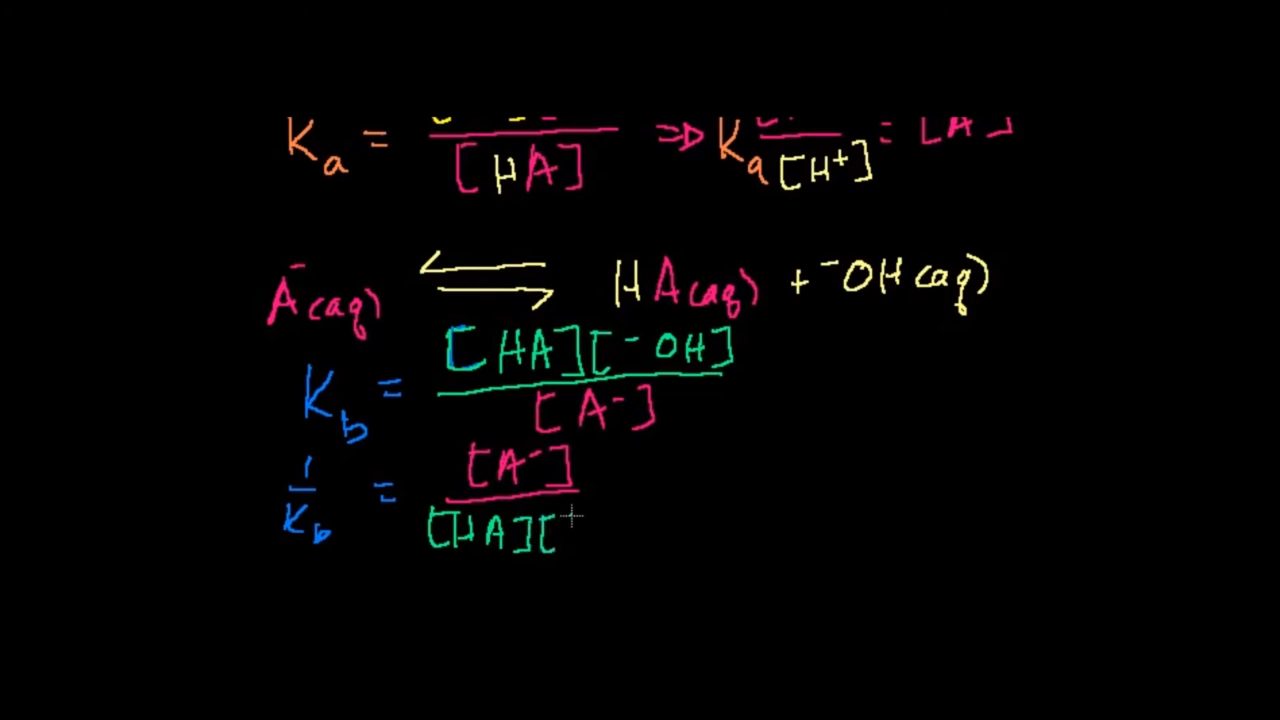 Ka = [HA] ⇒ Ka [H+] = [A]
A-(aq) ⇌ HA(aq) + -OH(aq)
Kb = [HA][-OH] / [A-]
1/Kb = [A-] / [HA][